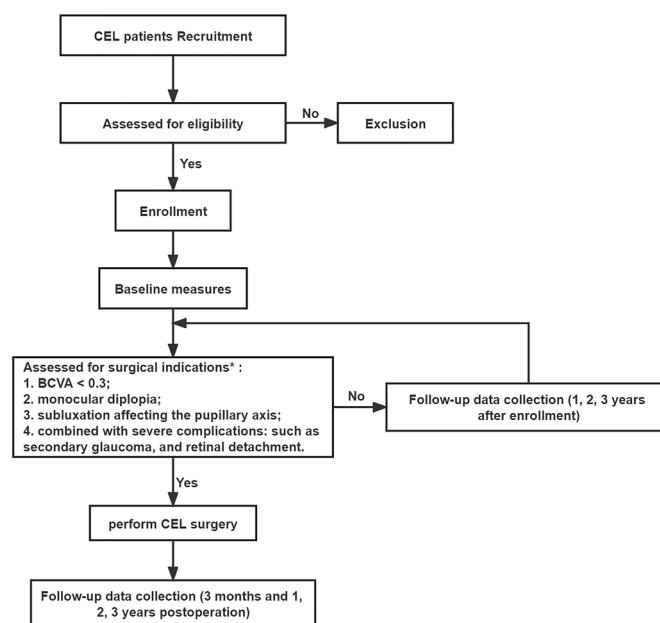 CEL patients Recruitment
Assessed for eligibility
No
Exclusion
Yes
Enrollment
Baseline measures
Assessed for surgical indications* :
1. BCVA < 0.3;
2. monocular diplopia;
3. subluxation affecting the pupillary axis;
4. combined with severe complications: such as
secondary glaucoma, and retinal detachment.
No
Follow-up data collection (1, 2, 3 years
after enrollment)
Yes
perform CEL surgery
Follow-up data collection (3 months and 1,
2, 3 years postoperation)